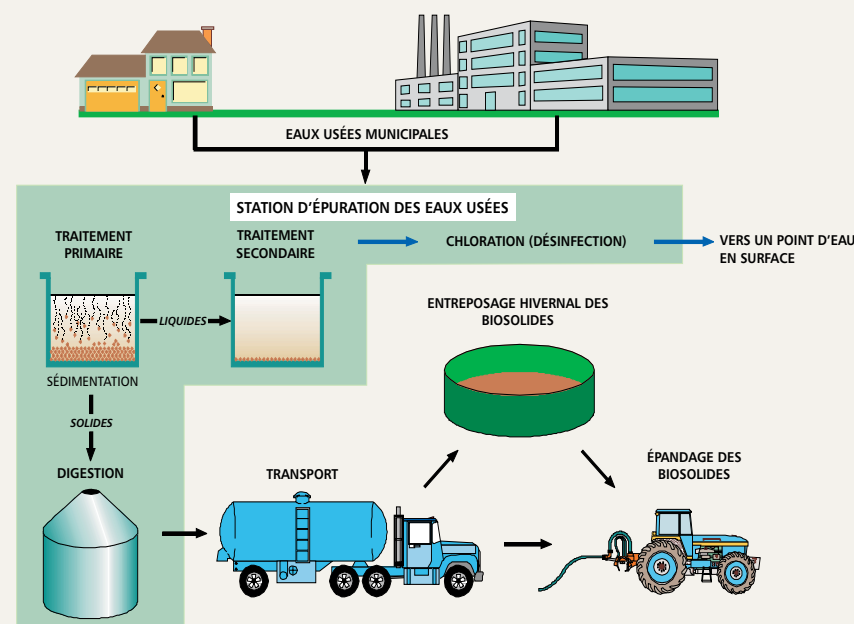 EAUX USÉES MUNICIPALES
STATION D'ÉPURATION DES EAUX USÉES
TRAITEMENT
PRIMAIRE
TRAITEMENT
SECONDAIRE
CHLORATION (DÉSINFECTION)
VERS UN POINT D'EAU
EN SURFACE
LIQUIDES
SÉDIMENTATION
ENTREPOSAGE HIVERNAL DES
BIOSOLIDES
SOLIDES
DIGESTION
TRANSPORT
ÉPANDAGE DES
BIOSOLIDES